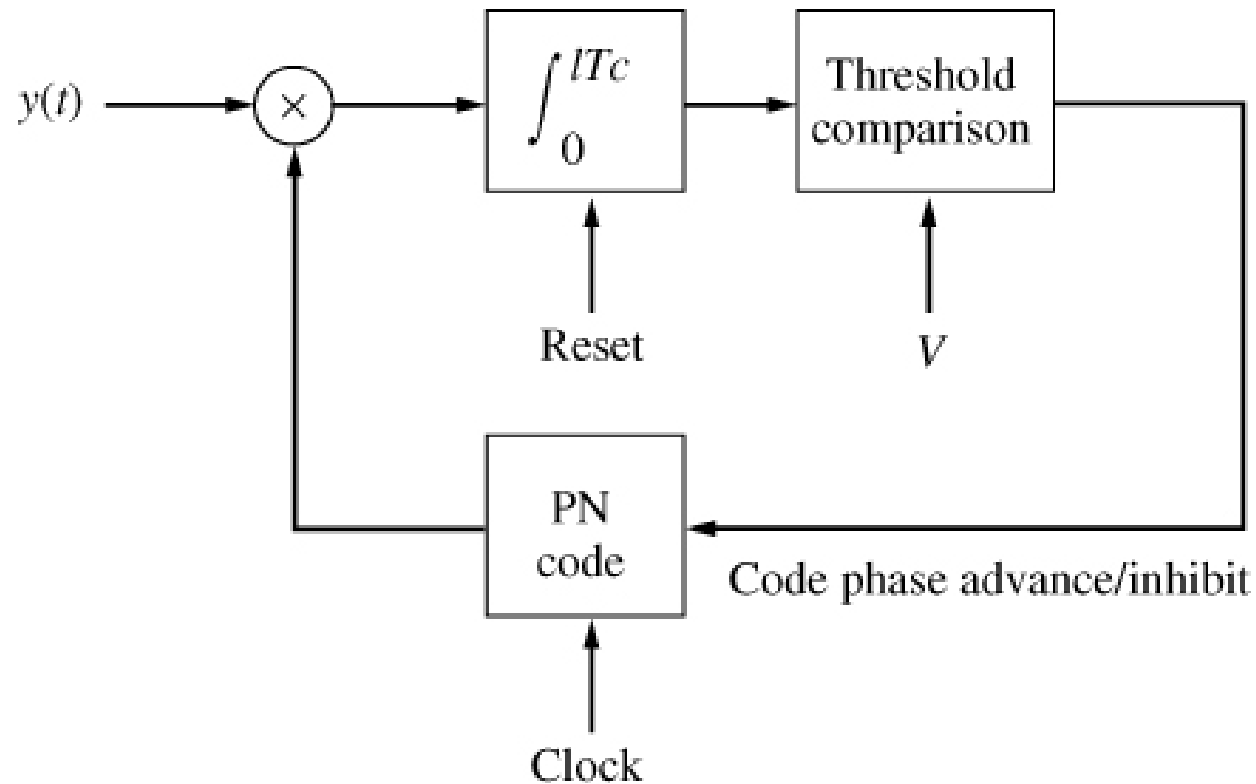 y(t)
×
∫
lTc
0
Threshold
comparison
Reset
V
PN
code
Code phase advance/inhibit
Clock